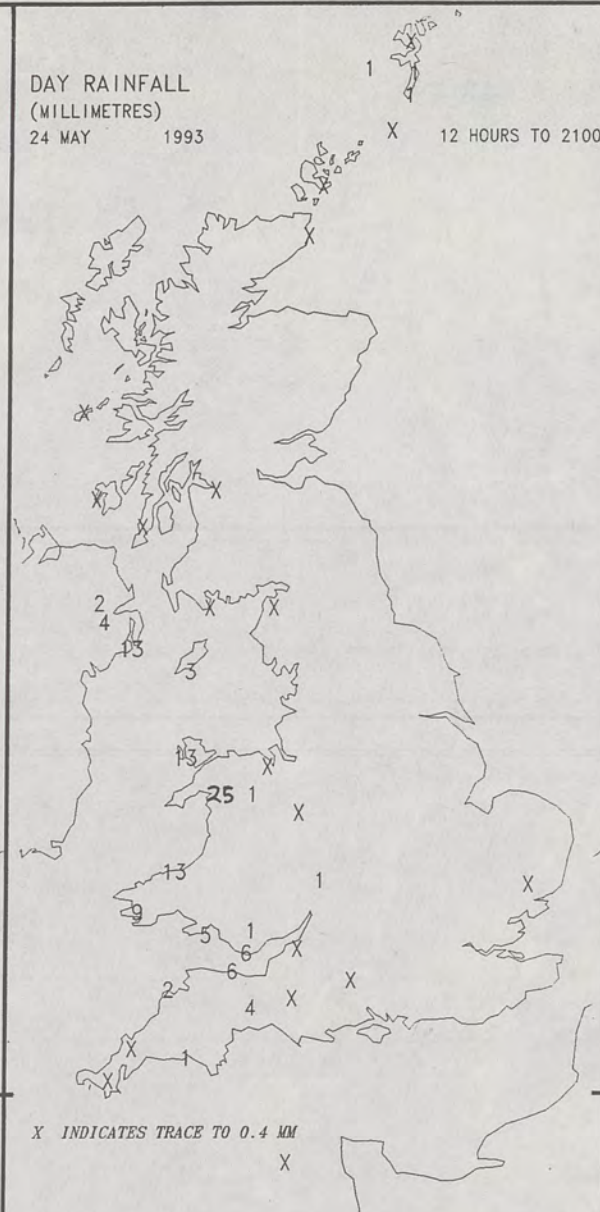 DAY RAINFALL
(MILLIMETRES)
24 MAY 1993
12 HOURS TO 2100
1
X
X
X
X
X
X
X
2
X
X
4
13
3
13
X
25
1
X
13
1
X
9
5
1
6
X
6
X
2
X
4
X
1
X
X INDICATES TRACE TO 0.4 MM
X